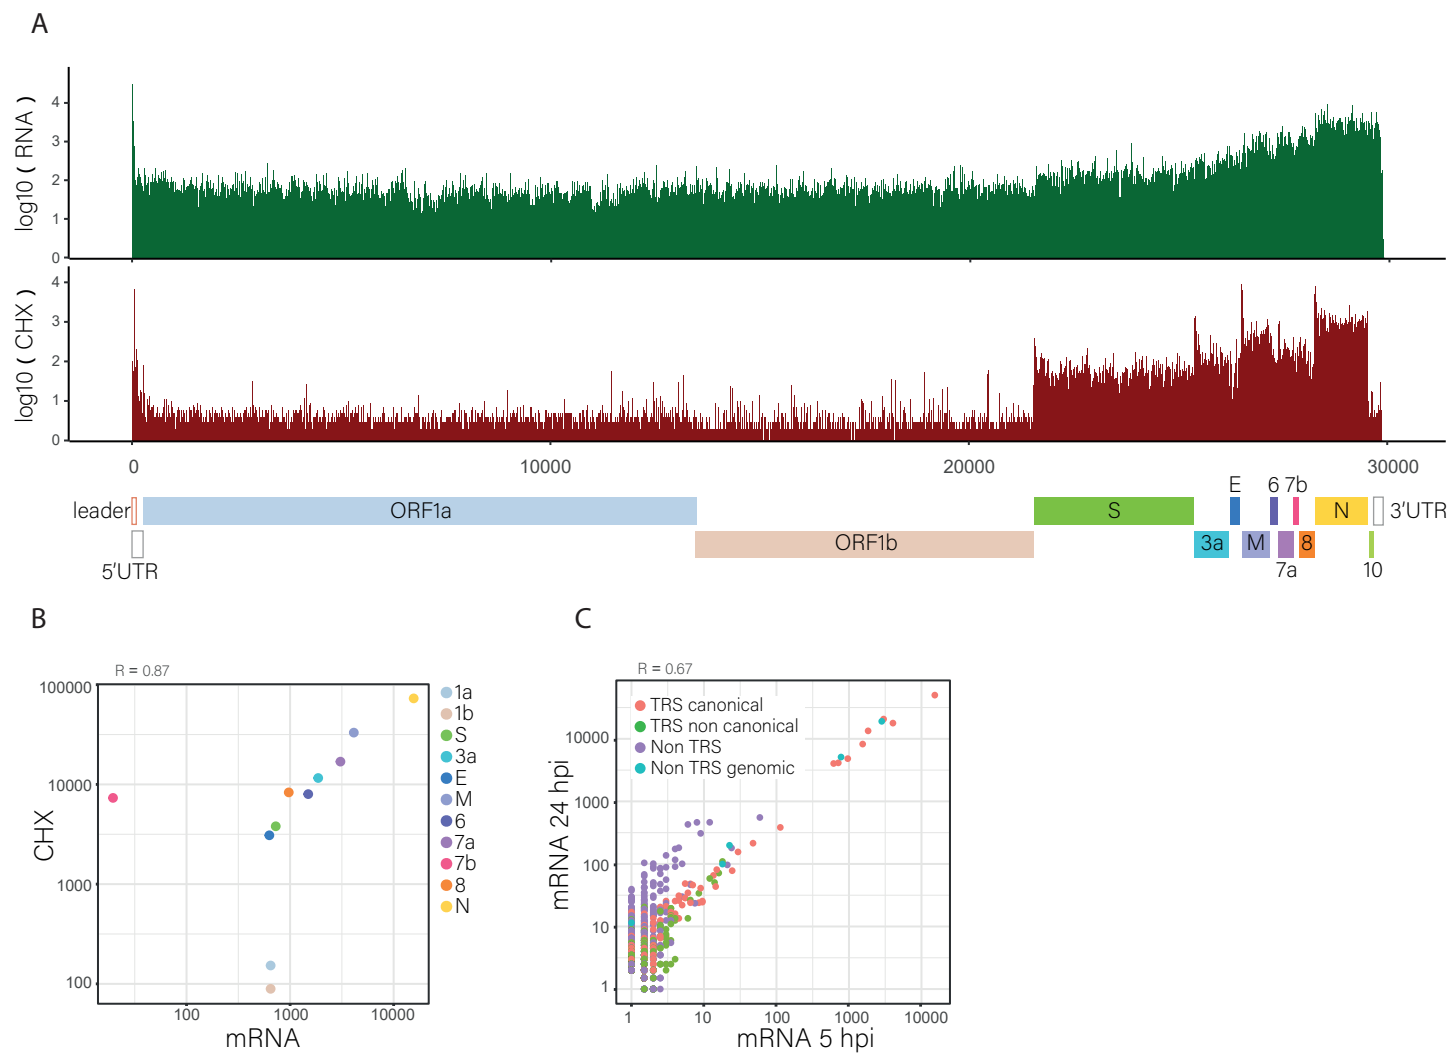 A
log10 ( RNA )
4
3
2
1
0
log10 ( CHX )
4
3
2
1
0
0 10000 20000 30000
E 6 7b
leader ORF1a S N 3'UTR
ORF1b 3a M 8
5'UTR 7a 10
B
R = 0.87
CHX
100000
10000
1000
100
100 1000 10000
mRNA
1a
1b
S
3a
E
M
6
7a
7b
8
N
C
R = 0.67
TRS canonical
TRS non canonical
Non TRS
Non TRS genomic
mRNA 24 hpi
10000
1000
100
10
1
1 10 100 1000 10000
mRNA 5 hpi